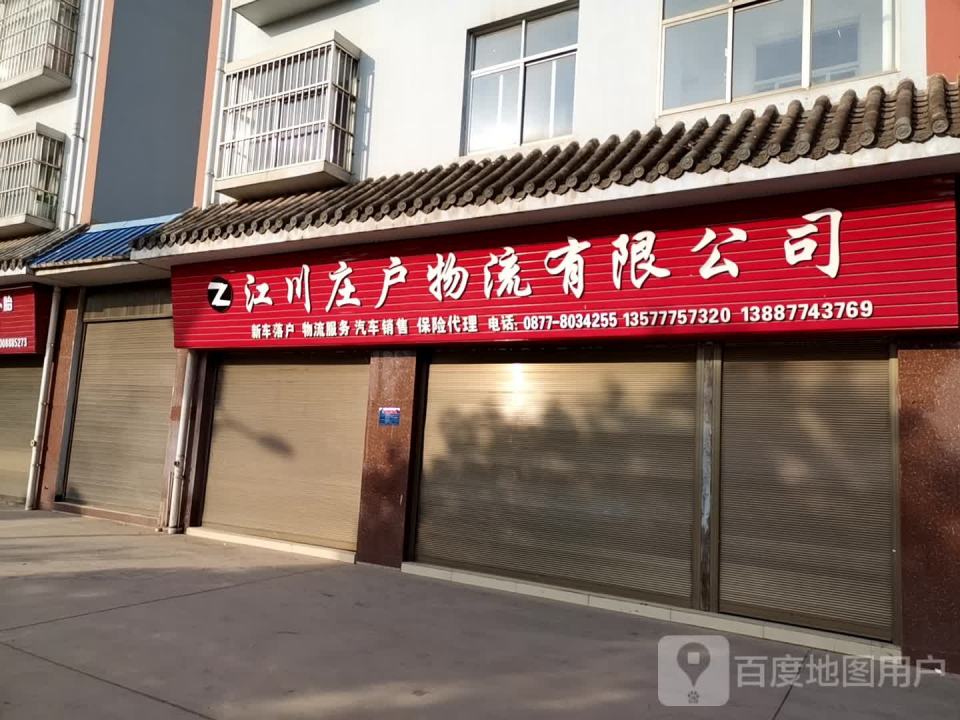 Z 江川庄户物流有限公司
新车落户 物流服务 汽车销售 保险代理 电话: 0877-8034255 13577757320 13887743769
胎
百度地图用户